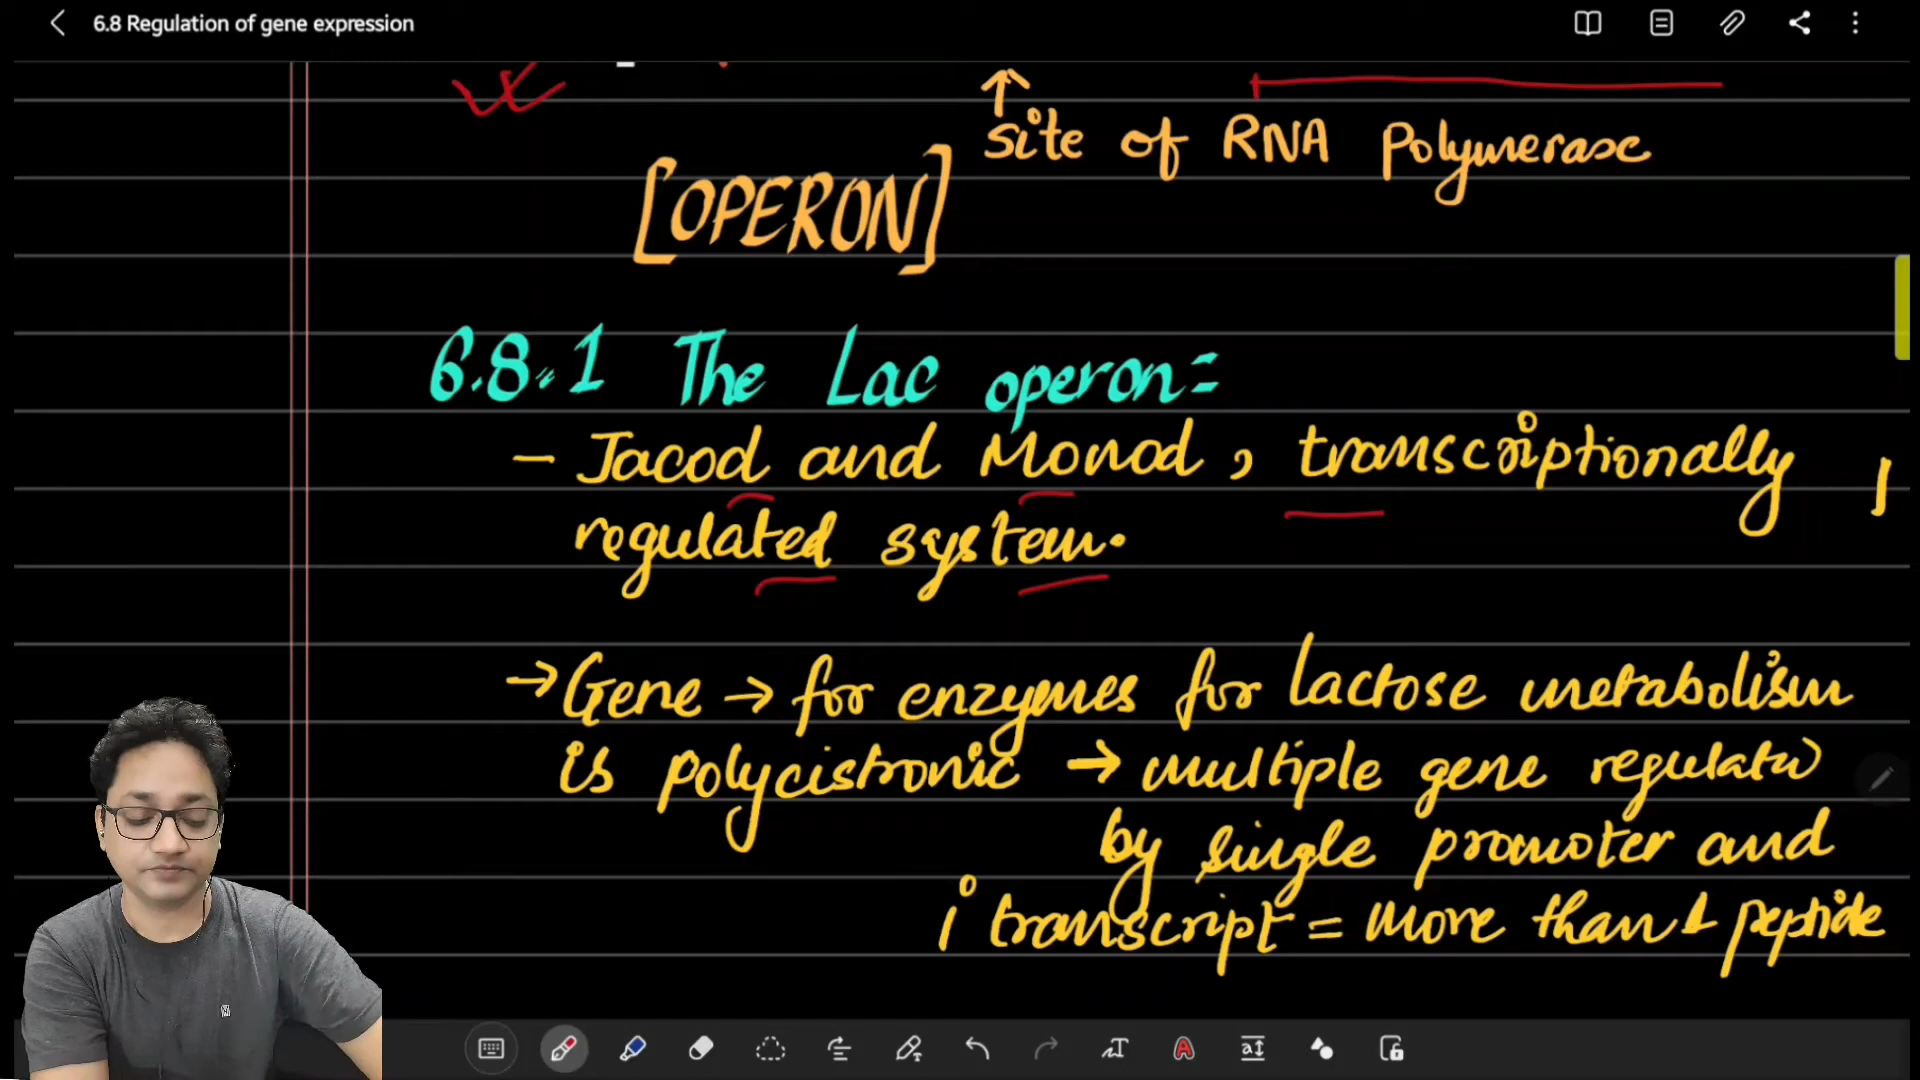 6.8 Regulation of gene expression
site of RNA Polymerase
[OPERON]
6.8.1 The Lac operon=
- Jacod and Monod, transcriptionally
regulated system.
→ Gene → for enzymes for lactose metabolism
is polycistronic → multiple gene regulatu
by single promoter and
i transcript = more than 1 peptide